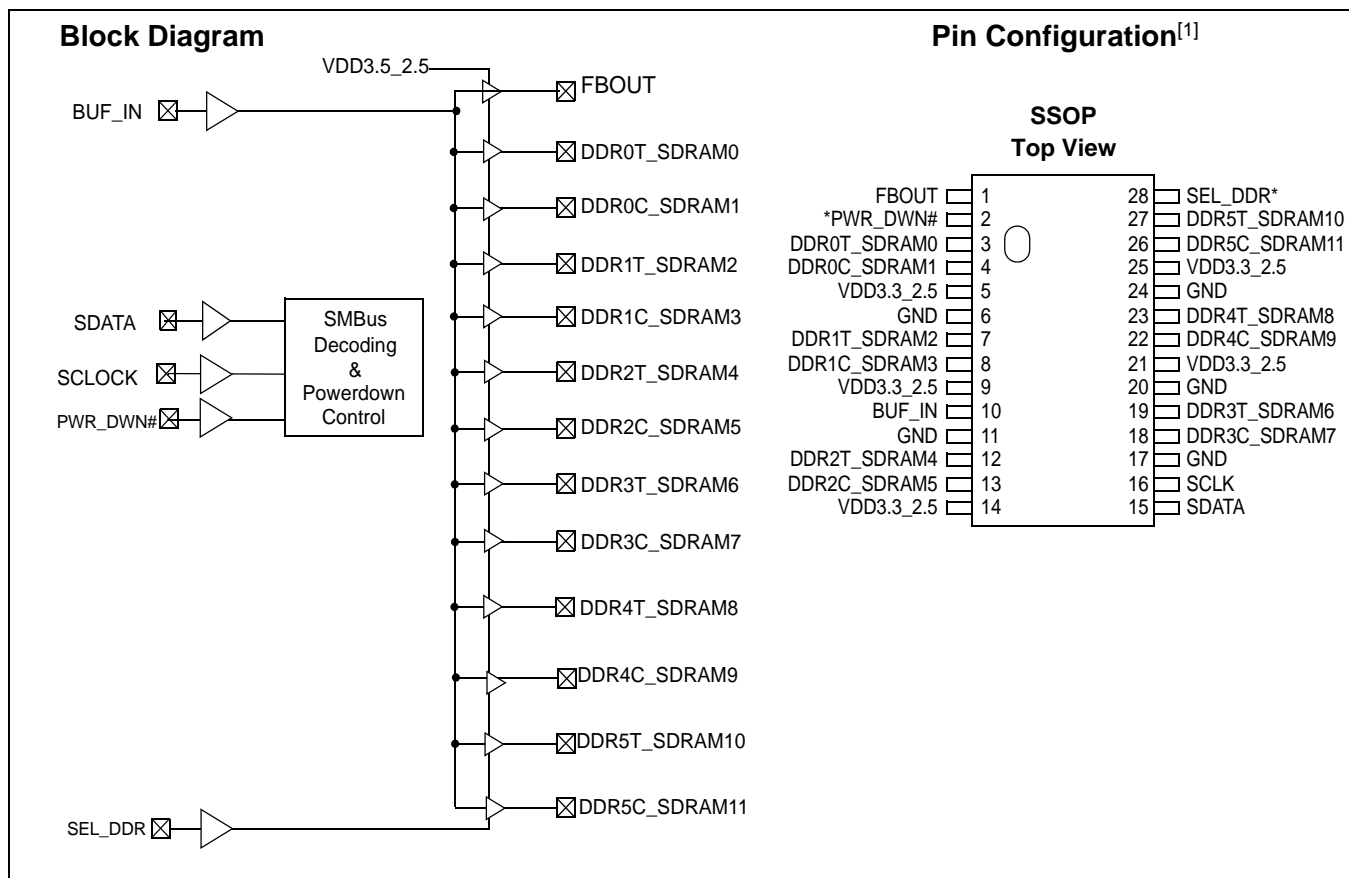 Block Diagram
VDD3.5_2.5
BUF_IN
FBOUT
DDR0T_SDRAM0
DDR0C_SDRAM1
DDR1T_SDRAM2
DDR1C_SDRAM3
DDR2T_SDRAM4
DDR2C_SDRAM5
DDR3T_SDRAM6
DDR3C_SDRAM7
DDR4T_SDRAM8
DDR4C_SDRAM9
DDR5T_SDRAM10
DDR5C_SDRAM11
SDATA
SCLOCK
PWR_DWN#
SMBus
Decoding
&
Powerdown
Control
SEL_DDR
Pin Configuration[1]
SSOP
Top View
FBOUT 1 28 SEL_DDR*
*PWR_DWN# 2 27 DDR5T_SDRAM10
DDR0T_SDRAM0 3 26 DDR5C_SDRAM11
DDR0C_SDRAM1 4 25 VDD3.3_2.5
VDD3.3_2.5 5 24 GND
GND 6 23 DDR4T_SDRAM8
DDR1T_SDRAM2 7 22 DDR4C_SDRAM9
DDR1C_SDRAM3 8 21 VDD3.3_2.5
VDD3.3_2.5 9 20 GND
BUF_IN 10 19 DDR3T_SDRAM6
GND 11 18 DDR3C_SDRAM7
DDR2T_SDRAM4 12 17 GND
DDR2C_SDRAM5 13 16 SCLK
VDD3.3_2.5 14 15 SDATA